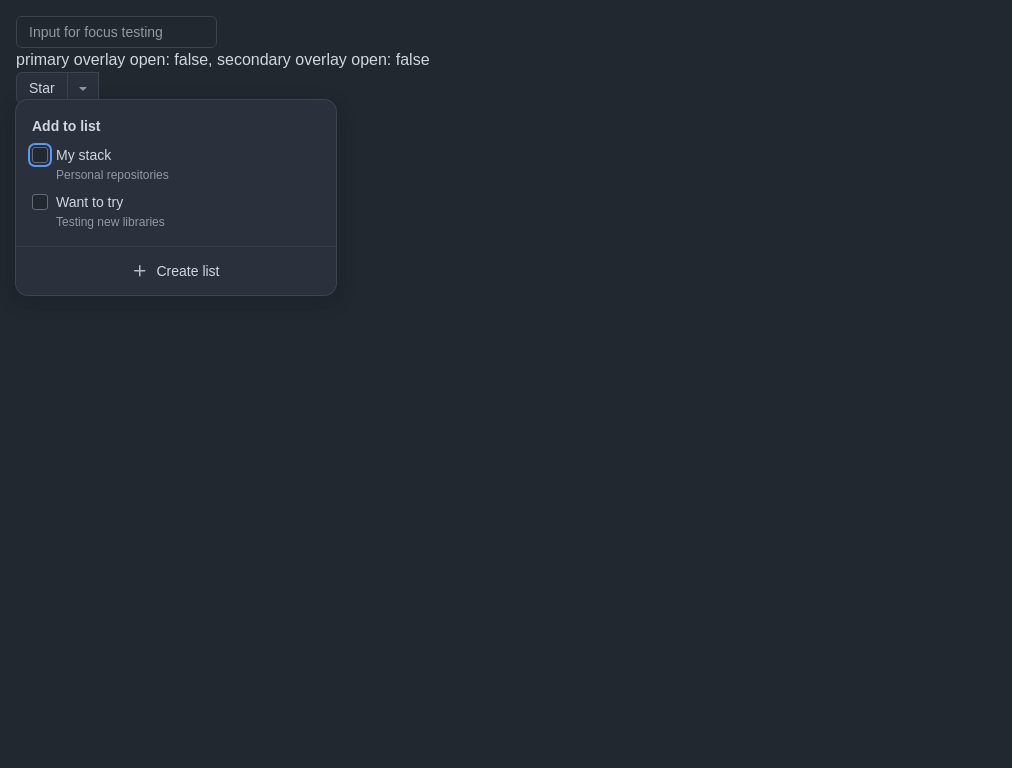 Input for focus testing
primary overlay open: false, secondary overlay open: false
Star
Add to list
My stack
Personal repositories
Want to try
Testing new libraries
Create list